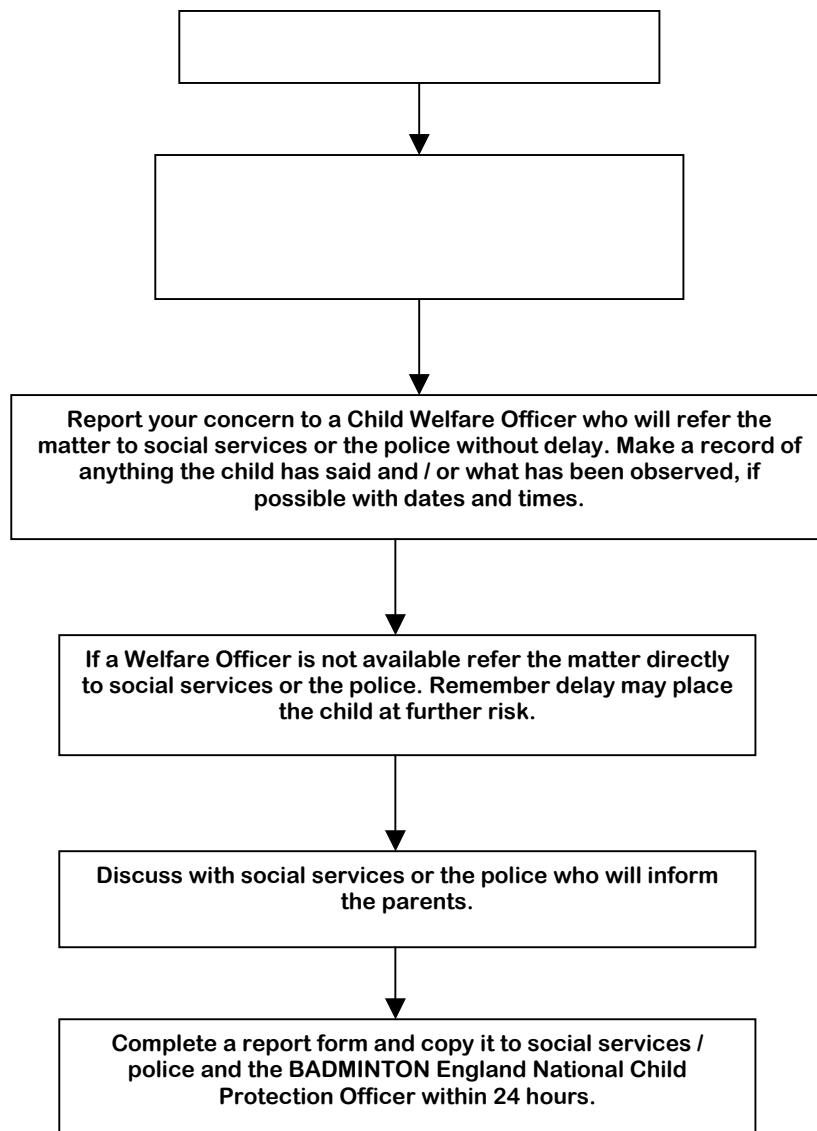 Report your concern to a Child Welfare Officer who will refer the
matter to social services or the police without delay. Make a record of
anything the child has said and / or what has been observed, if
possible with dates and times.
If a Welfare Officer is not available refer the matter directly
to social services or the police. Remember delay may place
the child at further risk.
Discuss with social services or the police who will inform
the parents.
Complete a report form and copy it to social services /
police and the BADMINTON England National Child
Protection Officer within 24 hours.